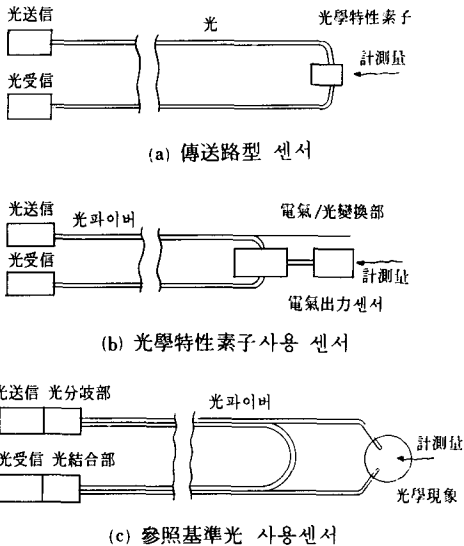 光送信
光
光學特性素子
計測量
光受信
(a) 傳送路型 센서
光送信
光파이버
電氣/光變換部
光受信
計測量
電氣出力센서
(b) 光學特性素子사용 센서
光送信 光分岐部
光파이버
計測量
光受信 光結合部
光學現象
(c) 參照基準光 사용센서